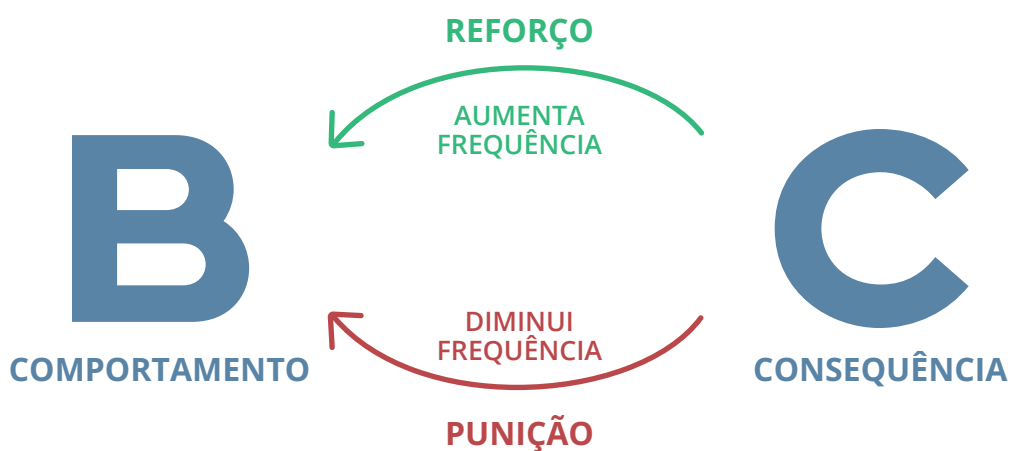 REFORÇO
AUMENTA
FREQUÊNCIA
B
C
DIMINUI
FREQUÊNCIA
COMPORTAMENTO
CONSEQUÊNCIA
PUNIÇÃO